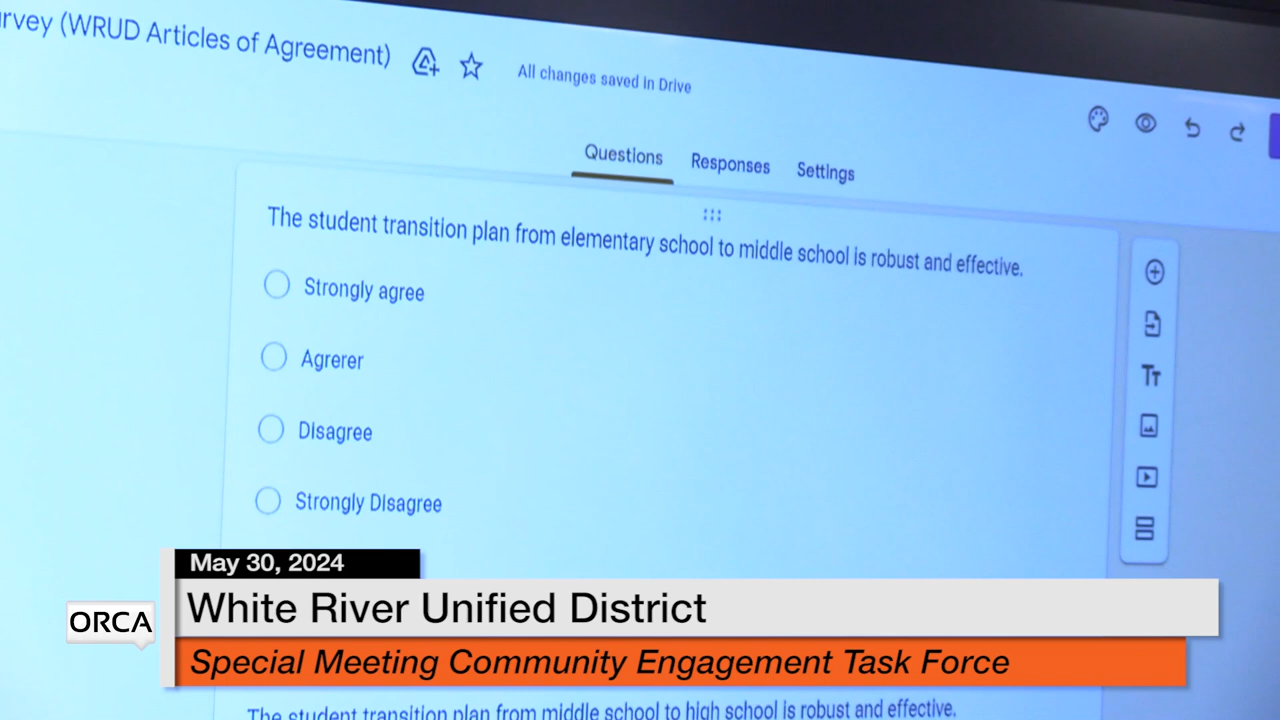 rvey (WRUD Articles of Agreement)
All changes saved in Drive
Questions Responses Settings
The student transition plan from elementary school to middle school is robust and effective.
Strongly agree
Agrerer
Disagree
Strongly Disagree
May 30, 2024
ORCA
White River Unified District
Special Meeting Community Engagement Task Force
The student transition plan from middle school to high school is robust and effective.